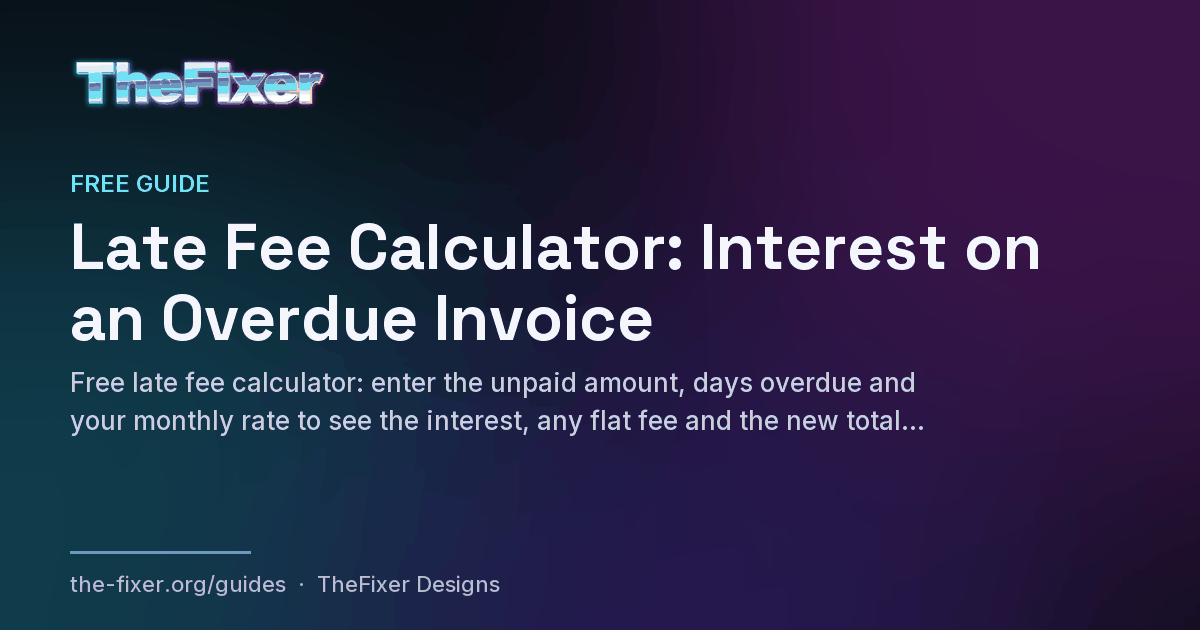 TheFixer
FREE GUIDE
Late Fee Calculator: Interest on
an Overdue Invoice
Free late fee calculator: enter the unpaid amount, days overdue and
your monthly rate to see the interest, any flat fee and the new total...
the-fixer.org/guides · TheFixer Designs